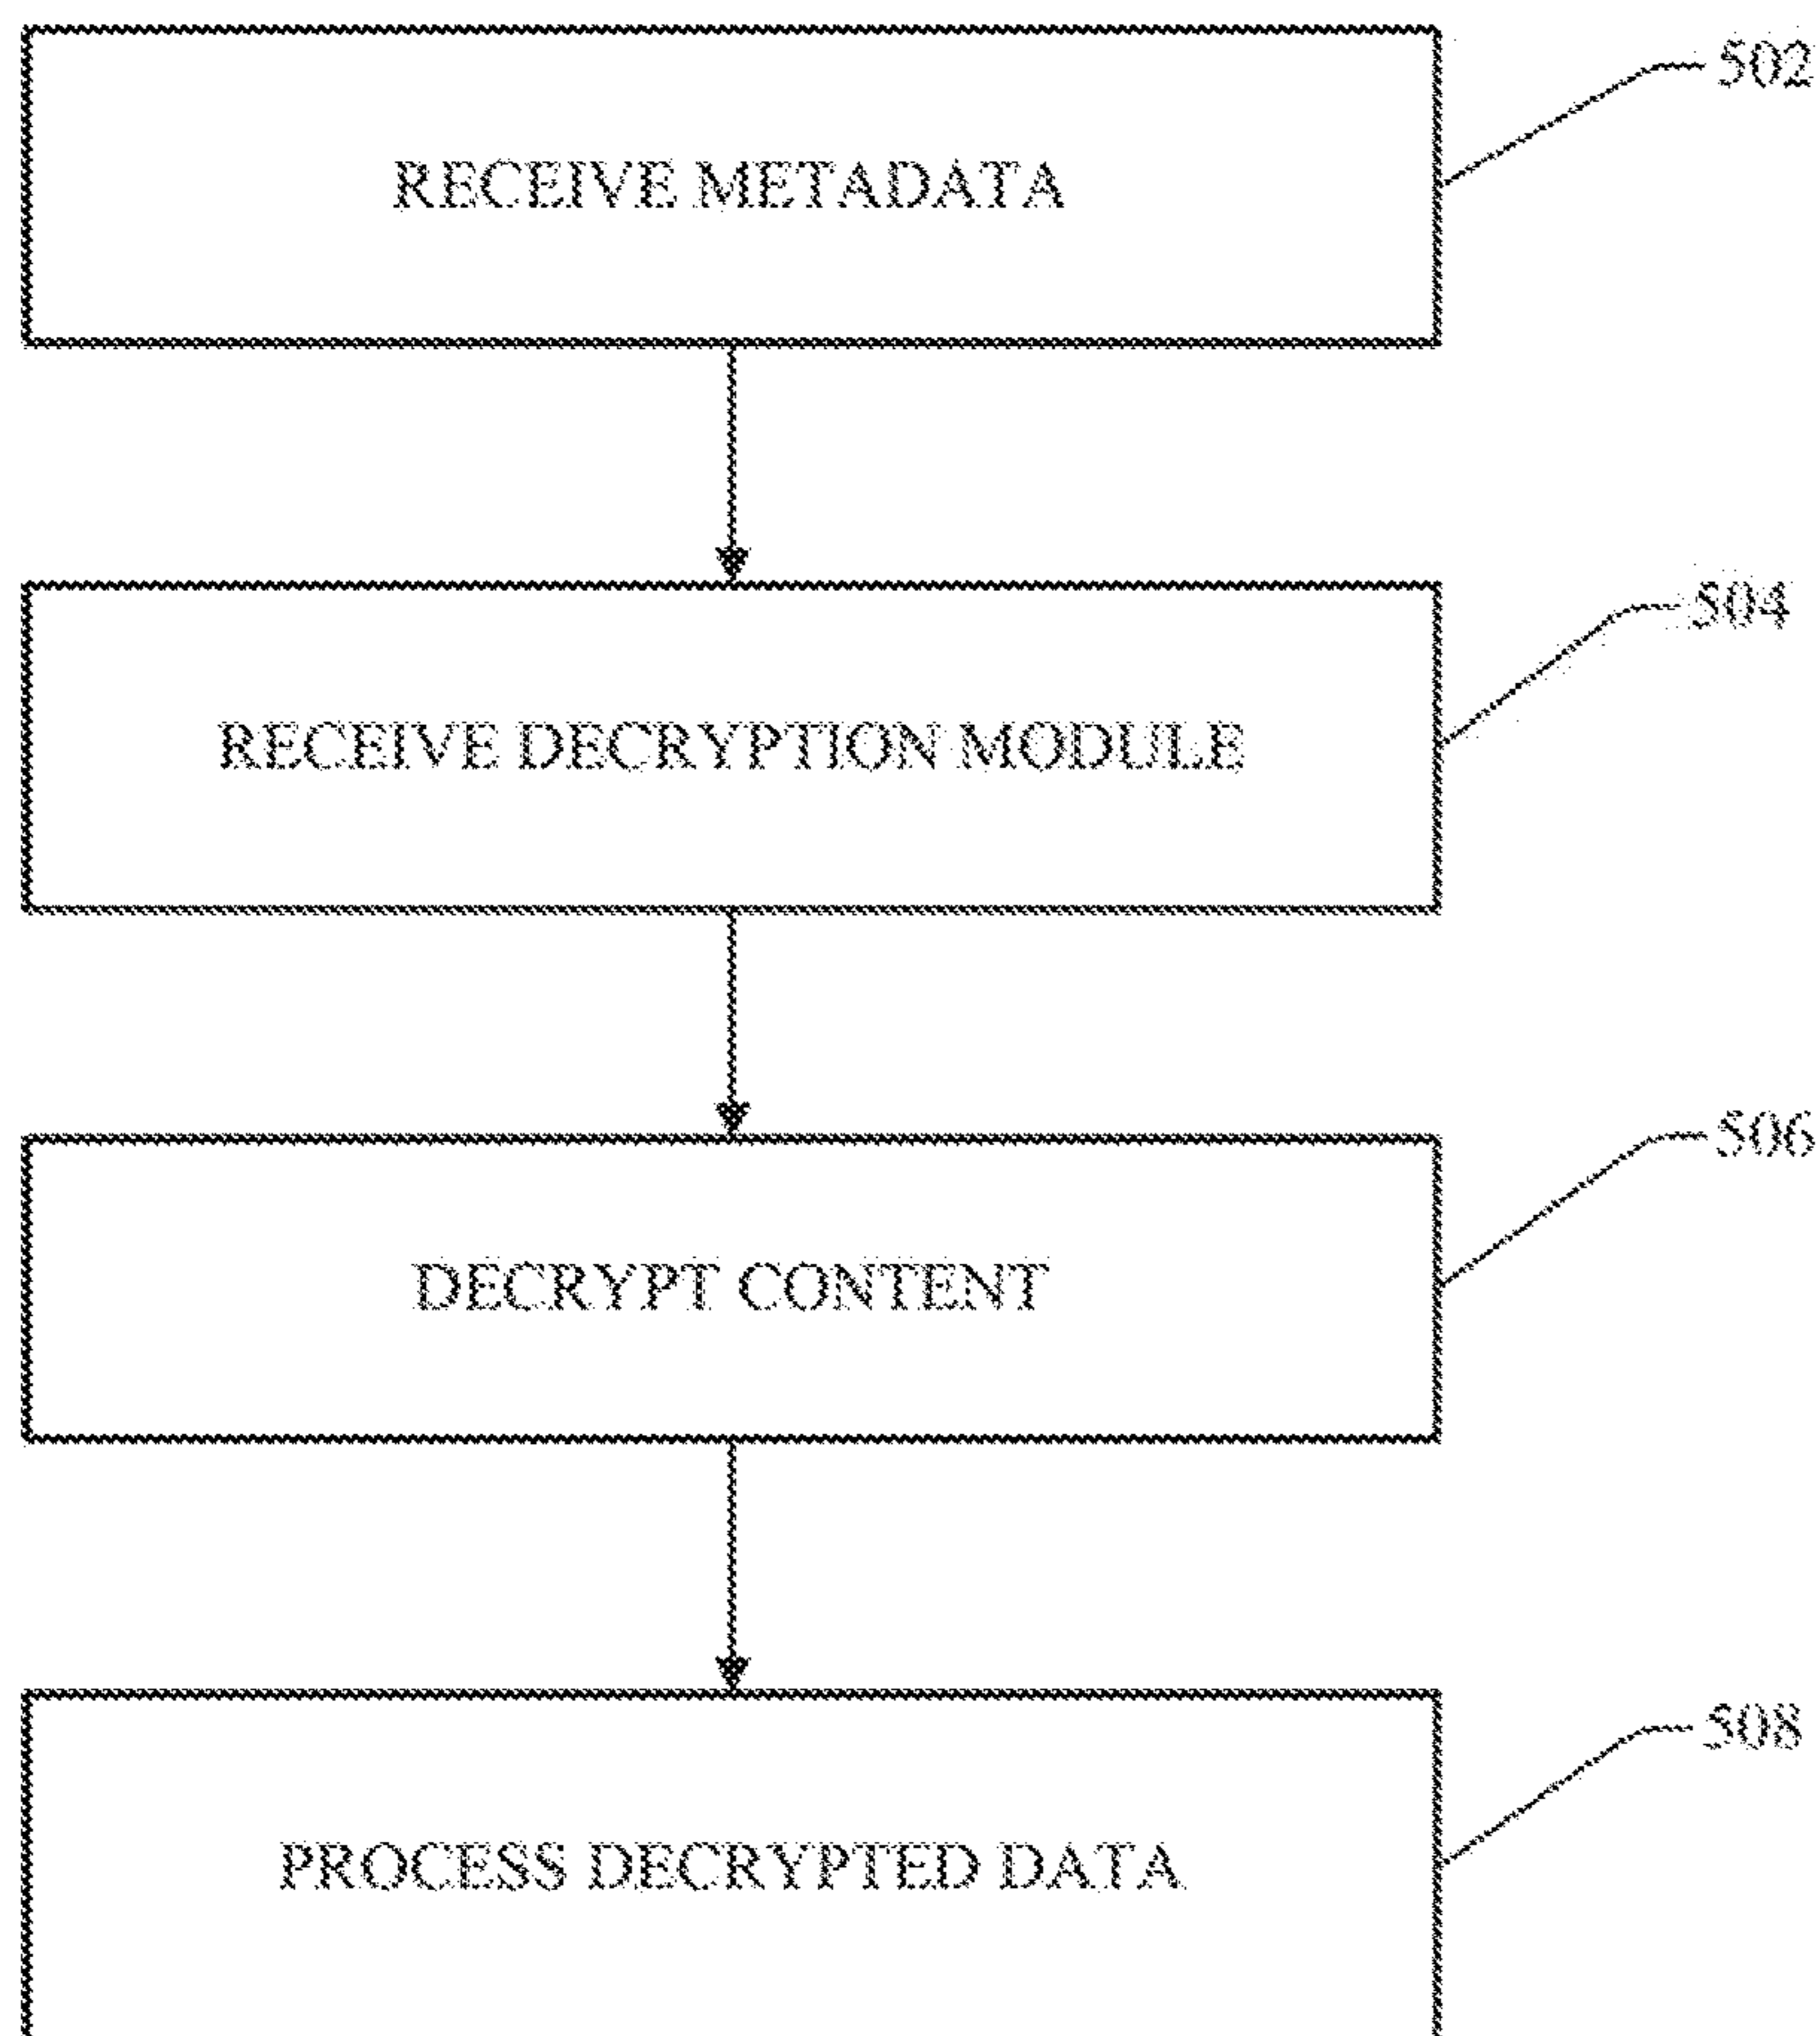 502
RECEIVE METADATA
504
RECEIVE DECRYPTION MODULE
506
DECRYPT CONTENT
508
PROCESS DECRYPTED DATA